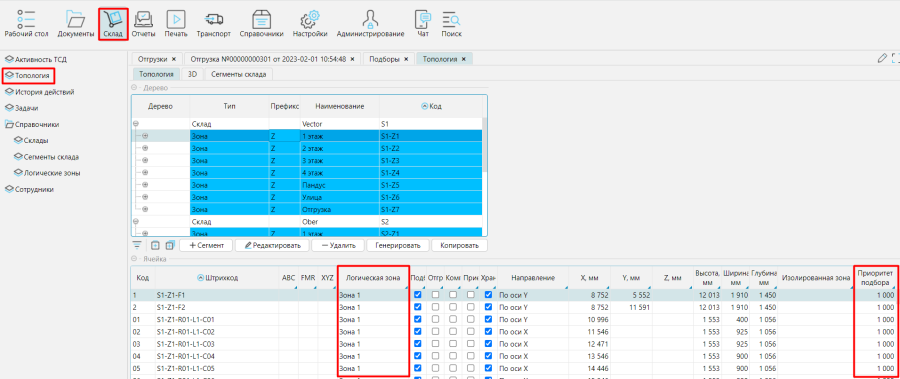 Рабочий стол Документы Склад Отчеты Печать Транспорт Справочники Настройки Администрирование Чат Поиск
Активность ТСД
Топология
История действий
Задачи
Справочники
Склады
Сегменты склада
Логические зоны
Сотрудники
Отгрузки × Отгрузка №00000000301 от 2023-02-01 10:54:48 × Подборы × Топология ×
Топология 3D Сегменты склада
Дерево
Дерево Тип Префикс Наименование Код
Склад Vector S1
Зона Z 1 этаж S1-Z1
Зона Z 2 этаж S1-Z2
Зона Z 3 этаж S1-Z3
Зона Z 4 этаж S1-Z4
Зона Z Пандус S1-Z5
Зона Z Улица S1-Z6
Зона Z Отгрузка S1-Z7
Склад Ober S2
Зона Z 1 этаж S2-Z1
+ Сегмент Редактировать − Удалить Генерировать Копировать
Ячейка
Код Штрихкод ABC FMR XYZ Логическая зона Под Отгр Комп Прие Хран Направление X, мм Y, мм Z, мм Высота, мм Ширина мм Глубина мм Изолированная зона Приоритет подбора
1 S1-Z1-F1 Зона 1 По оси Y 8 752 5 552 12 013 1 910 1 450 1 000
2 S1-Z1-F2 Зона 1 По оси Y 8 752 11 591 12 013 1 910 1 450 1 000
01 S1-Z1-R01-L1-C01 Зона 1 По оси Y 10 996 1 553 400 1 056 1 000
02 S1-Z1-R01-L1-C02 Зона 1 По оси X 11 546 1 553 925 1 056 1 000
03 S1-Z1-R01-L1-C03 Зона 1 По оси X 12 471 1 553 925 1 056 1 000
04 S1-Z1-R01-L1-C04 Зона 1 По оси X 13 546 1 553 900 1 056 1 000
05 S1-Z1-R01-L1-C05 Зона 1 По оси X 14 446 1 553 900 1 056 1 000